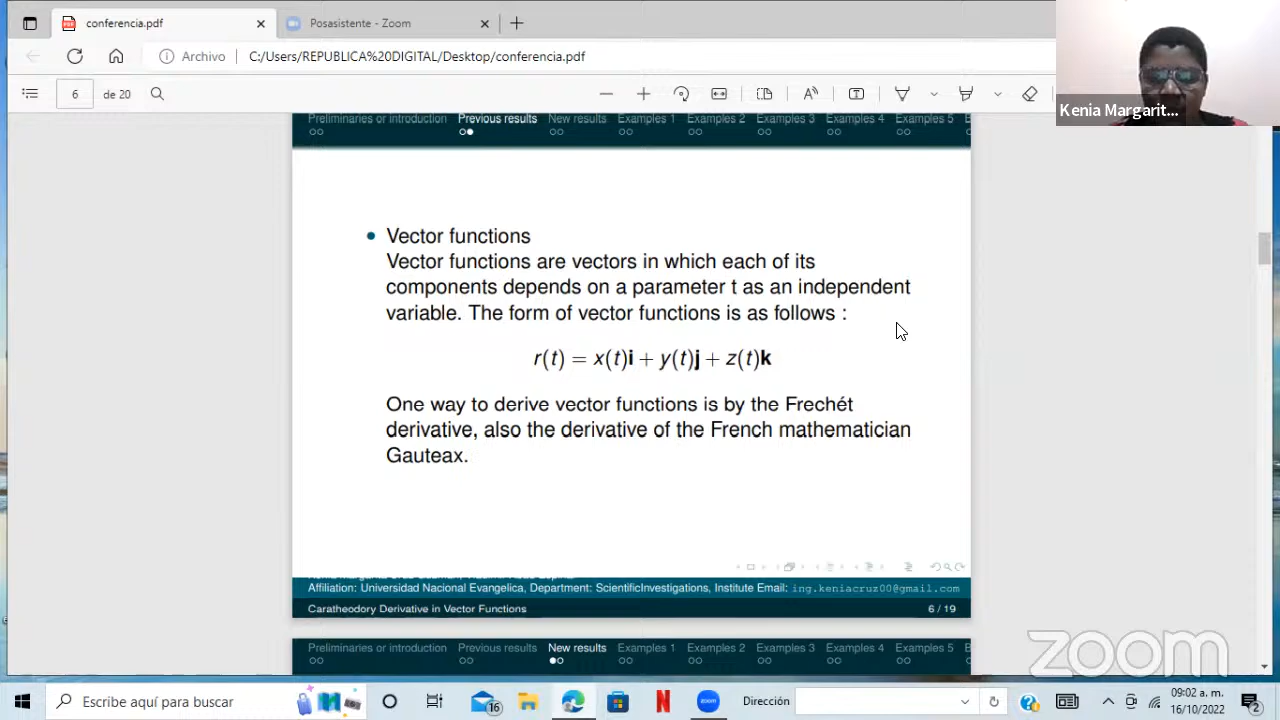 conferencia.pdf
Posasistente - Zoom
Archivo
C:/Users/REPUBLICA%20DIGITAL/Desktop/conferencia.pdf
6 de 20
Kenia Margarit...
Preliminaries or introduction Previous results New results Examples 1 Examples 2 Examples 3 Examples 4 Examples 5
• Vector functions
Vector functions are vectors in which each of its
components depends on a parameter t as an independent
variable. The form of vector functions is as follows :
r(t) = x(t)i + y(t)j + z(t)k
One way to derive vector functions is by the Frechét
derivative, also the derivative of the French mathematician
Gauteax.
Affiliation: Universidad Nacional Evangelica, Department: ScientificInvestigations, Institute Email: ing.keniacruz00@gmail.com
Caratheodory Derivative in Vector Functions 6 / 19
Preliminaries or introduction Previous results New results Examples 1 Examples 2 Examples 3 Examples 4 Examples 5
zoom
Escribe aquí para buscar
16
zoom
Dirección
09:02 a. m.
16/10/2022
2